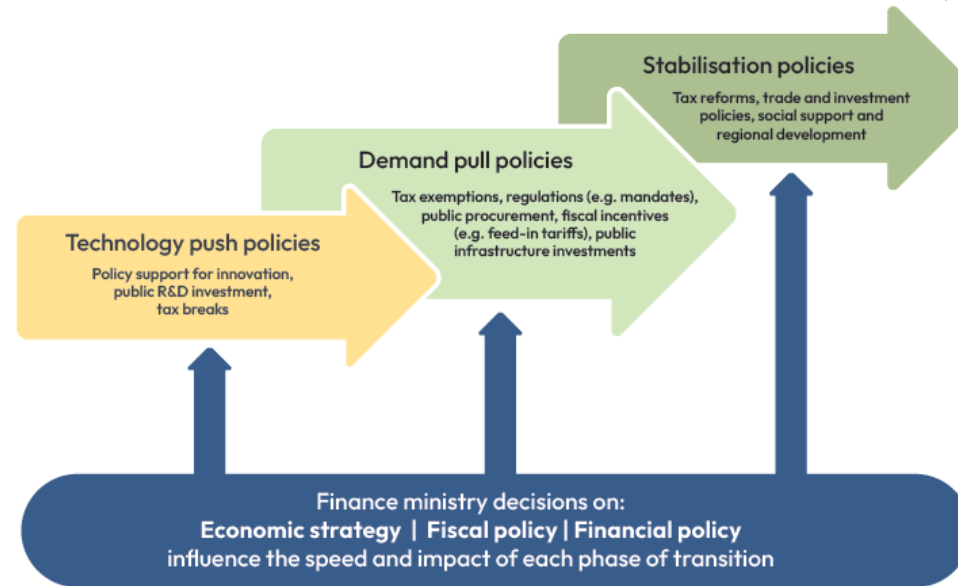 Stabilisation policies
Tax reforms, trade and investment
policies, social support and
regional development
Demand pull policies
Tax exemptions, regulations (e.g. mandates),
public procurement, fiscal incentives
(e.g. feed-in tariffs), public
infrastructure investments
Technology push policies
Policy support for innovation,
public R&D investment,
tax breaks
Finance ministry decisions on:
Economic strategy | Fiscal policy | Financial policy
influence the speed and impact of each phase of transition